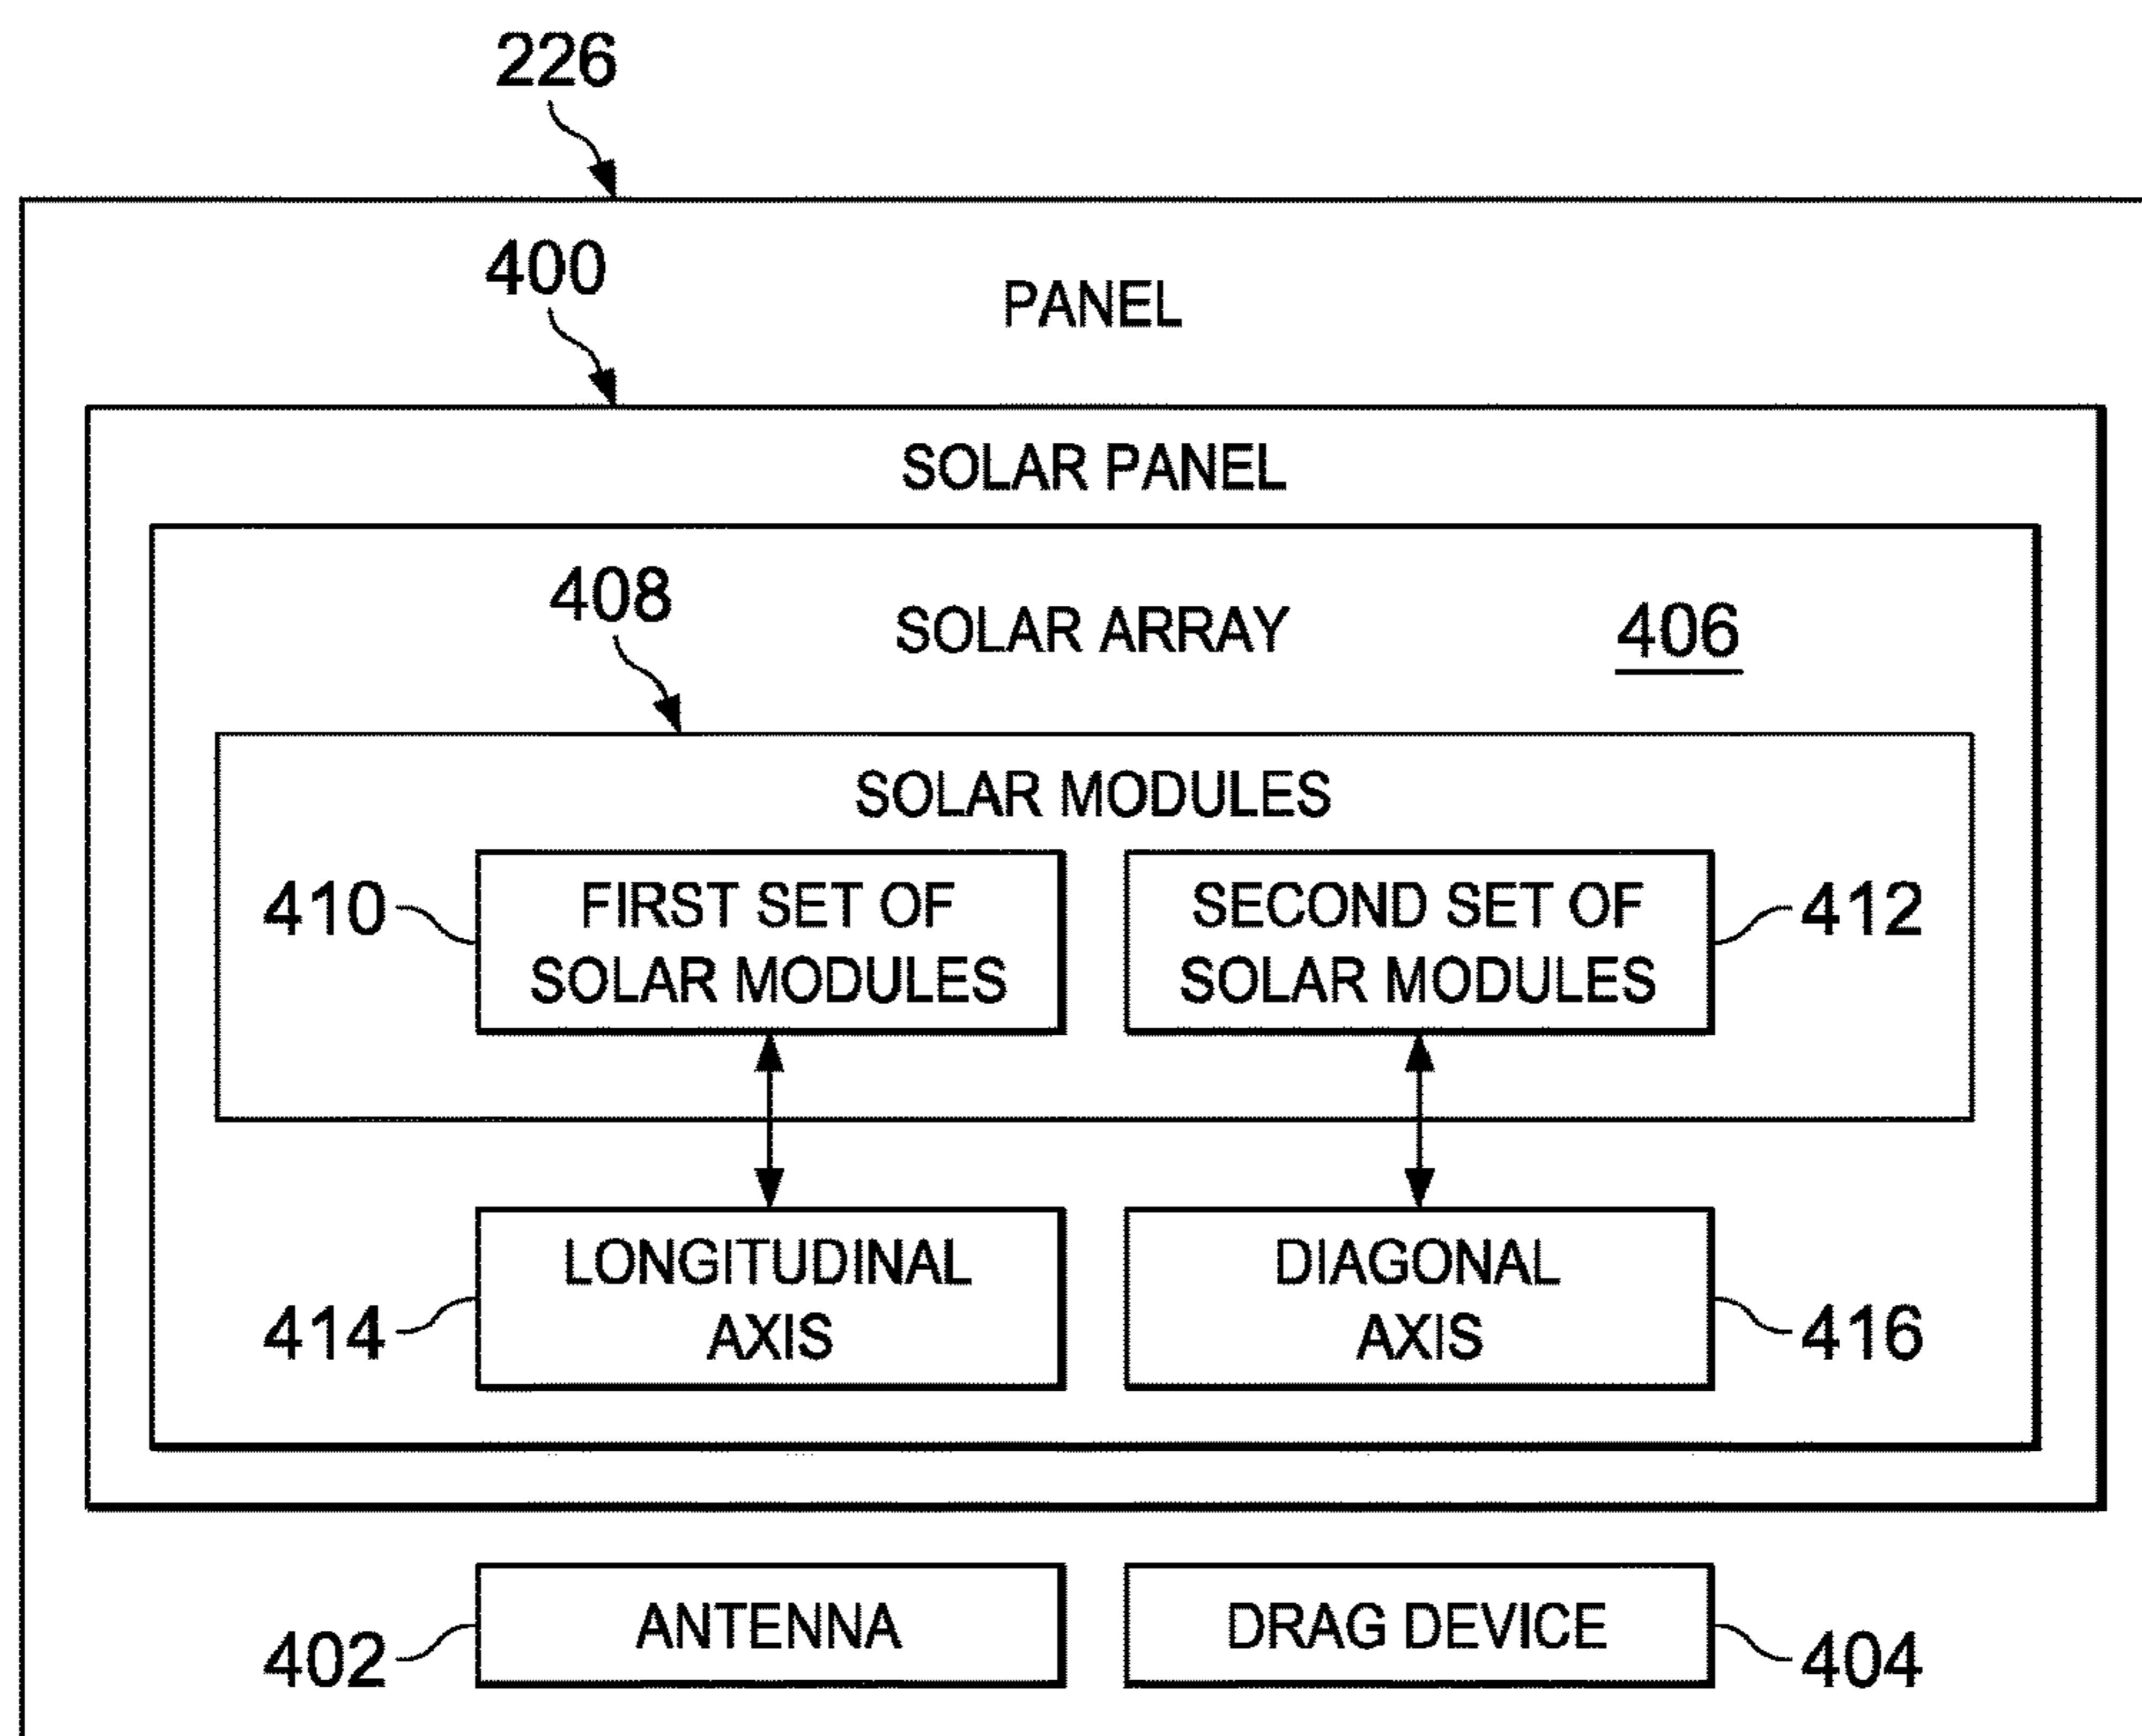 226
400
PANEL
SOLAR PANEL
408
SOLAR ARRAY
406
SOLAR MODULES
410
FIRST SET OF
SOLAR MODULES
SECOND SET OF
SOLAR MODULES
412
414
LONGITUDINAL
AXIS
DIAGONAL
AXIS
416
402
ANTENNA
DRAG DEVICE
404